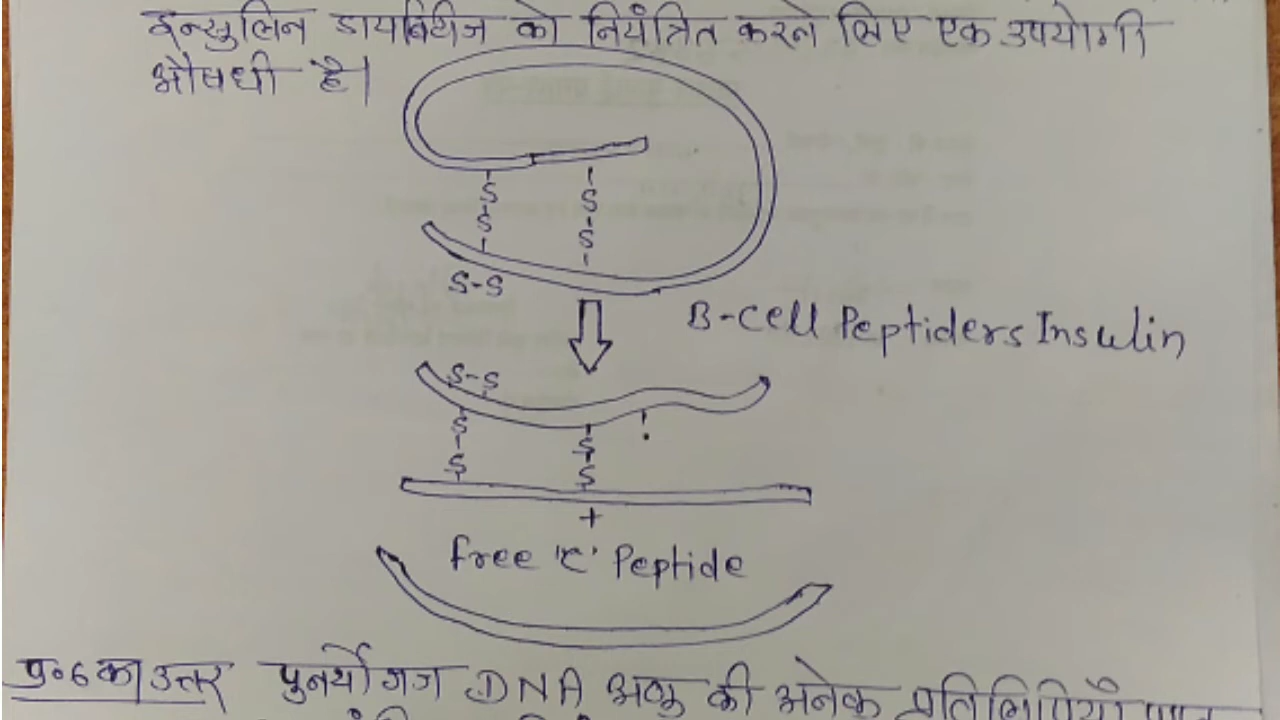 इन्सुलिन डायबिटीज को नियंत्रित करने लिए एक उपयोगी
औषधी है।
S S
S S
S-S
B-Cell Peptiders Insulin
S-S
S S
S S
+
free 'C' Peptide
प्र॰6 का उत्तर पुनर्योगज DNA अणु की अनेक प्रतिलिपियाँ